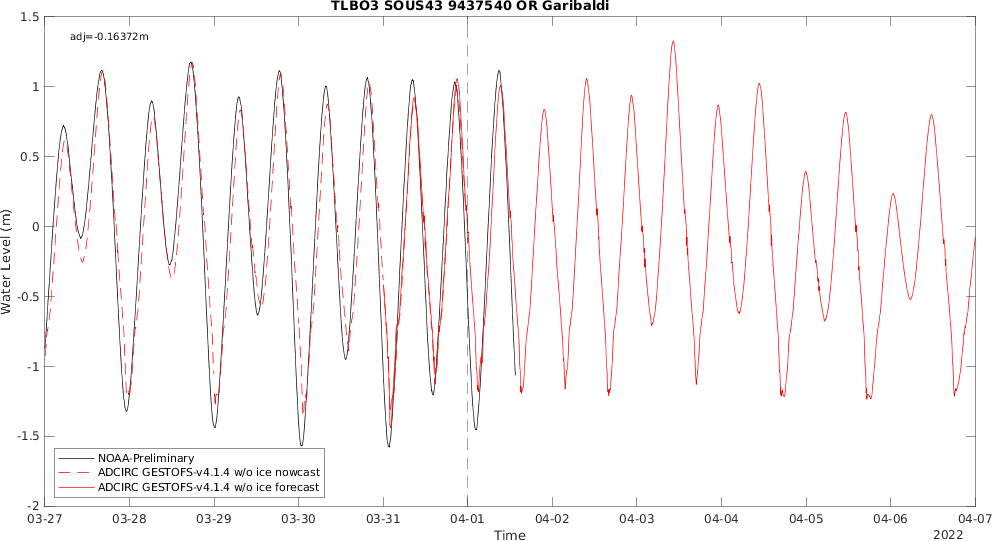 TLBO3 SOUS43 9437540 OR Garibaldi
adj=-0.16372m
1.5
1
0.5
0
-0.5
-1
-1.5
-2
Water Level (m)
NOAA-Preliminary
ADCIRC GESTOFS-v4.1.4 w/o ice nowcast
ADCIRC GESTOFS-v4.1.4 w/o ice forecast
03-27 03-28 03-29 03-30 03-31 04-01 04-02 04-03 04-04 04-05 04-06 04-07
Time
2022